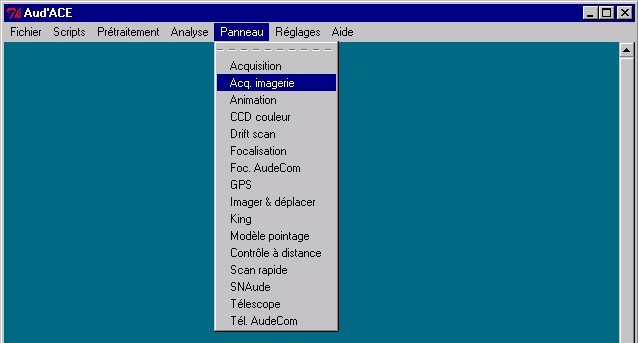 Aud'ACE
Fichier Scripts Prétraitement Analyse Panneau Réglages Aide
Acquisition
Acq. imagerie
Animation
CCD couleur
Drift scan
Focalisation
Foc. AudeCom
GPS
Imager & déplacer
King
Modèle pointage
Contrôle à distance
Scan rapide
SNAude
Télescope
Tél. AudeCom